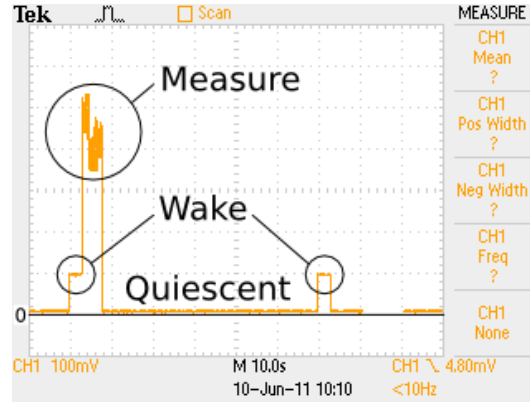 Tek Scan MEASURE
CH1
Mean
?
CH1
Pos Width
?
CH1
Neg Width
?
CH1
Freq
?
CH1
None
Measure
Wake
Quiescent
0
CH1 100mV M 10.0s CH1 4.80mV
10-Jun-11 10:10 <10Hz